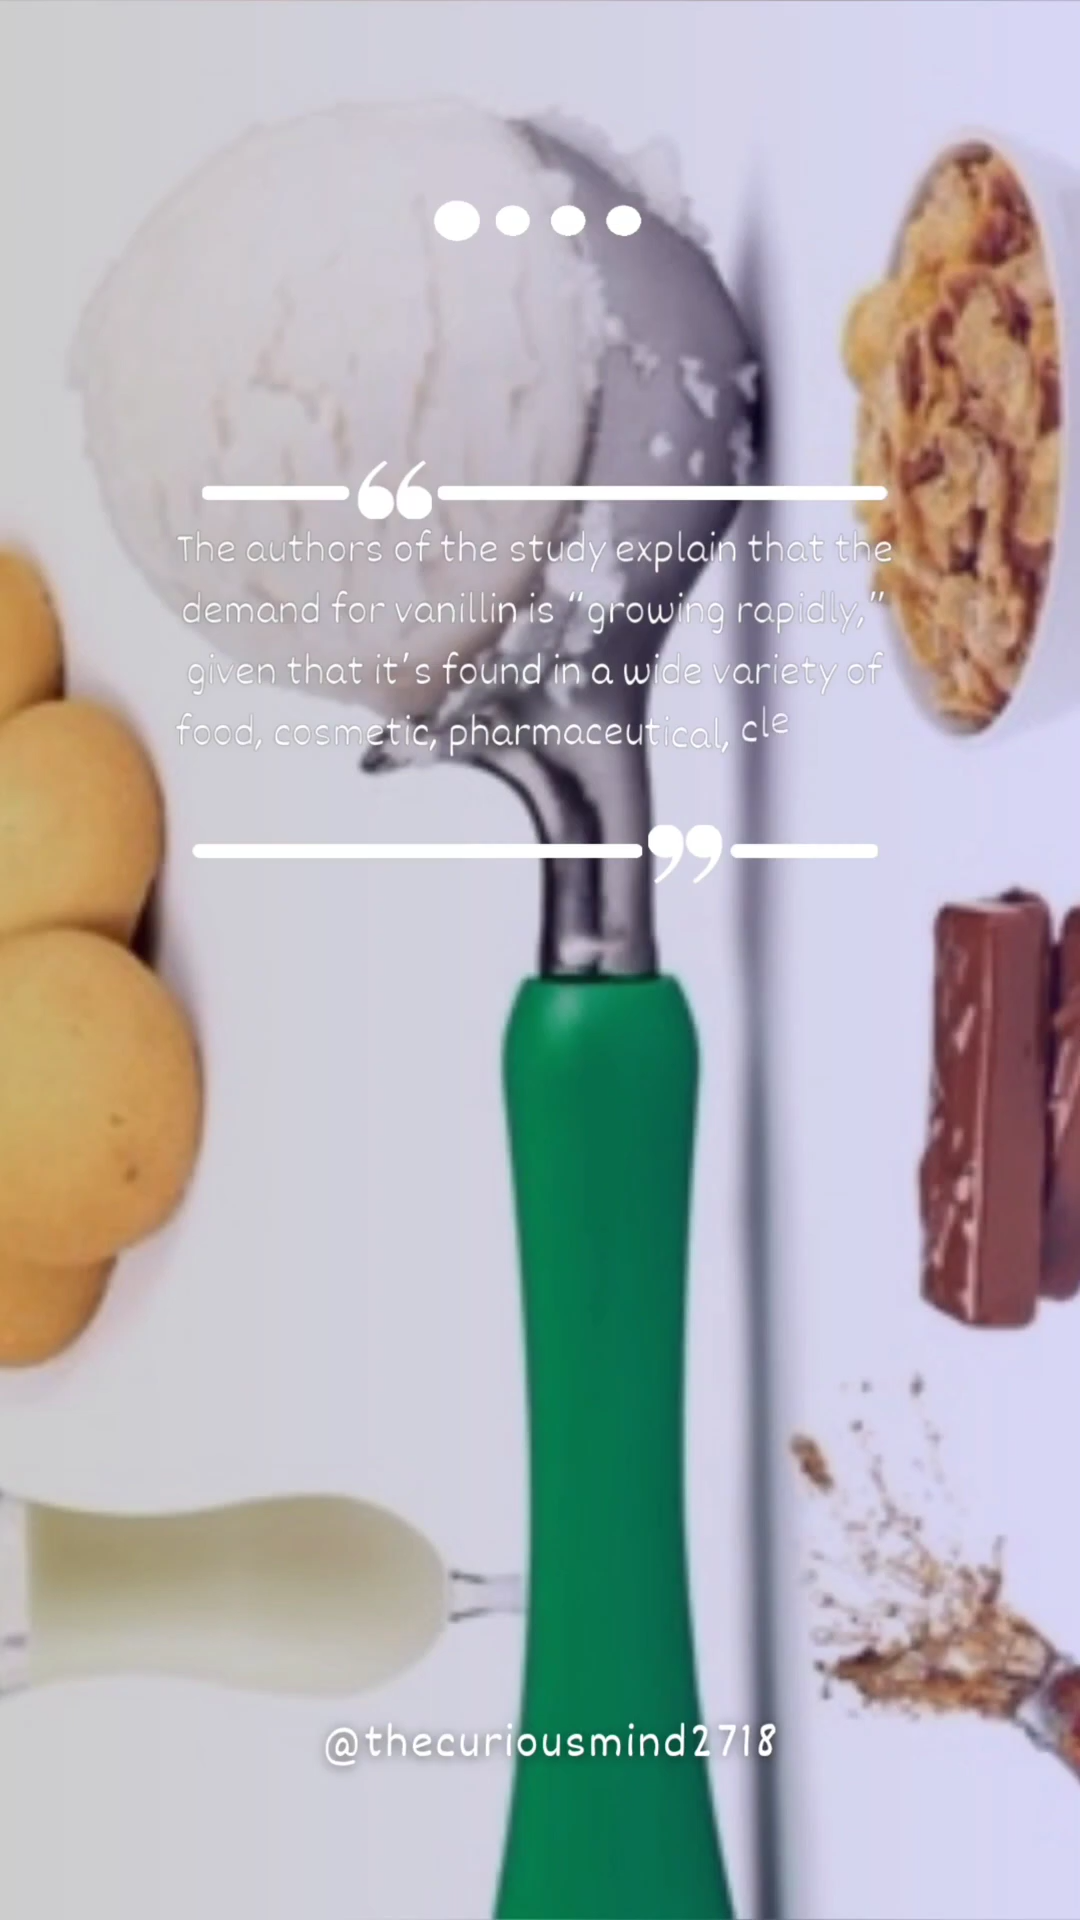 The authors of the study explain that the
demand for vanillin is “growing rapidly,”
given that it’s found in a wide variety of
food, cosmetic, pharmaceutical, cle
@thecuriousmind2718